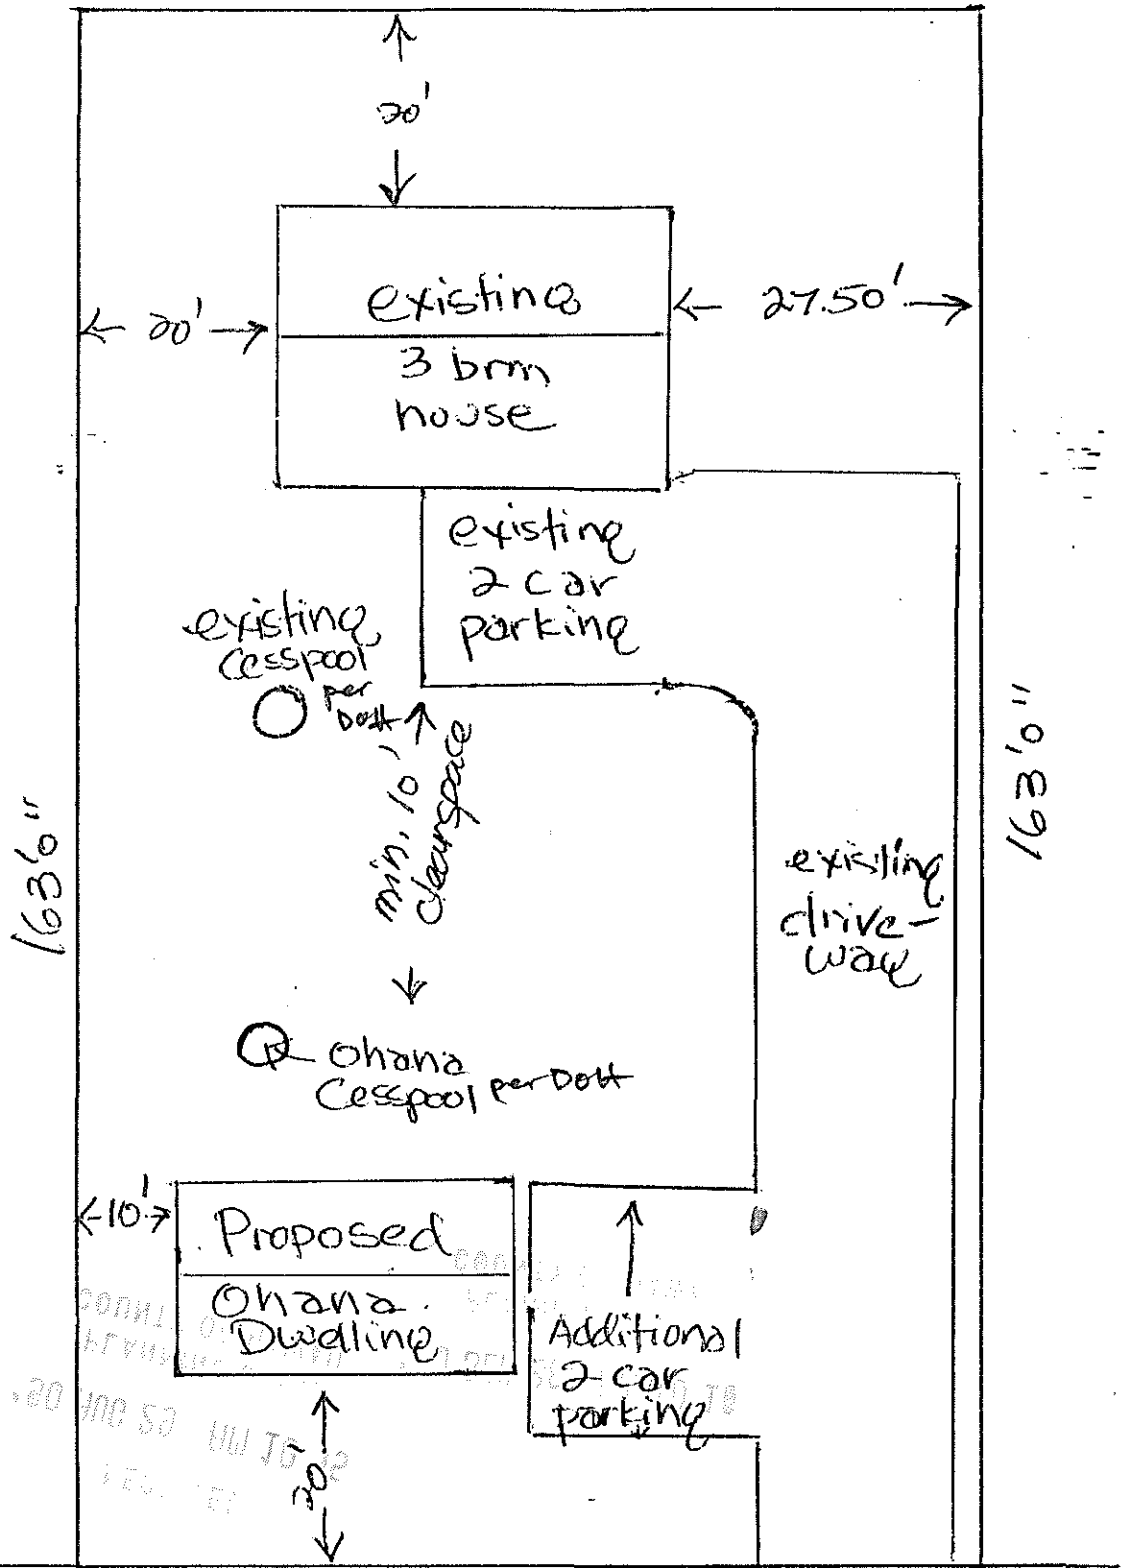 20'
existing
3 brm
house
20'
27.50'
existing
2 car
parking
existing
cesspool
per
DOH
min. 10'
clearspace
163'0"
163'0"
existing
drive-
way
ohana
Cesspool per DOH
10'
Proposed
Ohana
Dwelling
Additional
2 car
parking
20'